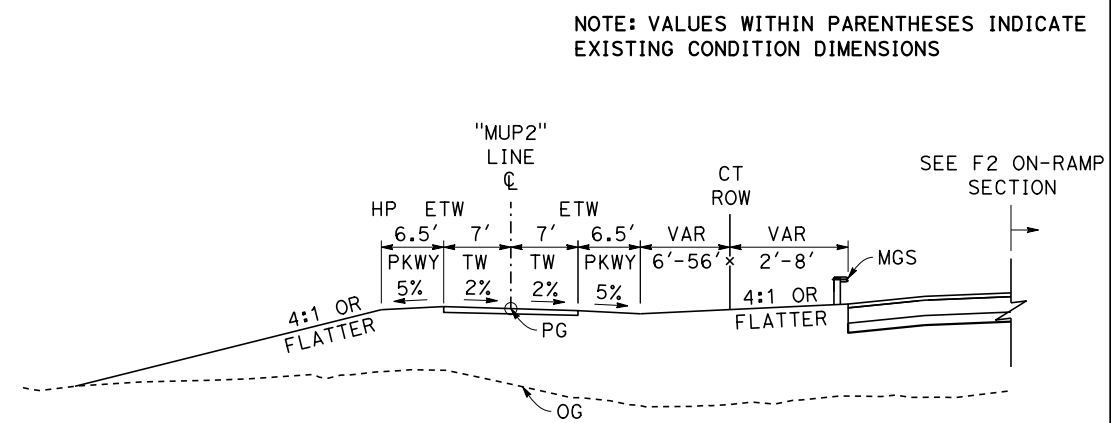 NOTE: VALUES WITHIN PARENTHESES INDICATE
EXISTING CONDITION DIMENSIONS
"MUP2"
LINE
℄
CT
ROW
SEE F2 ON-RAMP
SECTION
HP ETW ETW
6.5' 7' 7' 6.5' VAR VAR
PKWY TW TW PKWY 6'-56' 2'-8'
MGS
5% 2% 2% 5%
4:1 OR
FLATTER
4:1 OR
FLATTER
PG
OG